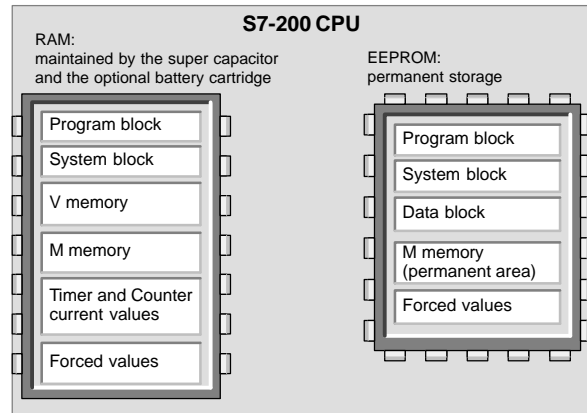 S7-200 CPU
RAM:
maintained by the super capacitor
and the optional battery cartridge
Program block
System block
V memory
M memory
Timer and Counter
current values
Forced values
EEPROM:
permanent storage
Program block
System block
Data block
M memory
(permanent area)
Forced values